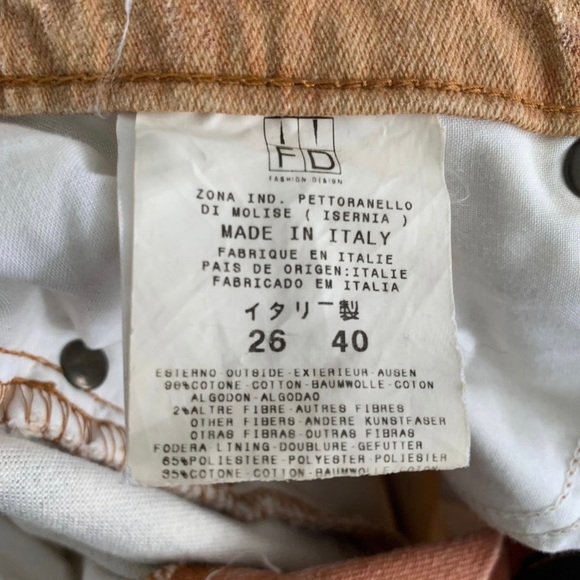 FD
FASHION DESIGN
ZONA IND. PETTORANELLO
DI MOLISE ( ISERNIA )
MADE IN ITALY
FABRIQUE EN ITALIE
PAIS DE ORIGEN:ITALIE
FABRICADO EM ITALIA
イタリー製
26 40
ESTERNO-OUTSIDE-EXTERIEUR-AUGEN
98%COTONE-COTTON-BAUMWOLLE-COTON
ALGODON-ALGODAO
2%ALTRE FIBRE-AUTRES FIBRES
OTHER FIBERS-ANDERE KUNSTFASER
OTRAS FIBRAS-OUTRAS FIBRAS
FODERA-LINING-DOUBLURE-GEFUTTER
65%POLIESTERE-POLYESTER-POLIESTER
35%COTONE-COTTON-BAUMWOLLE-COTON